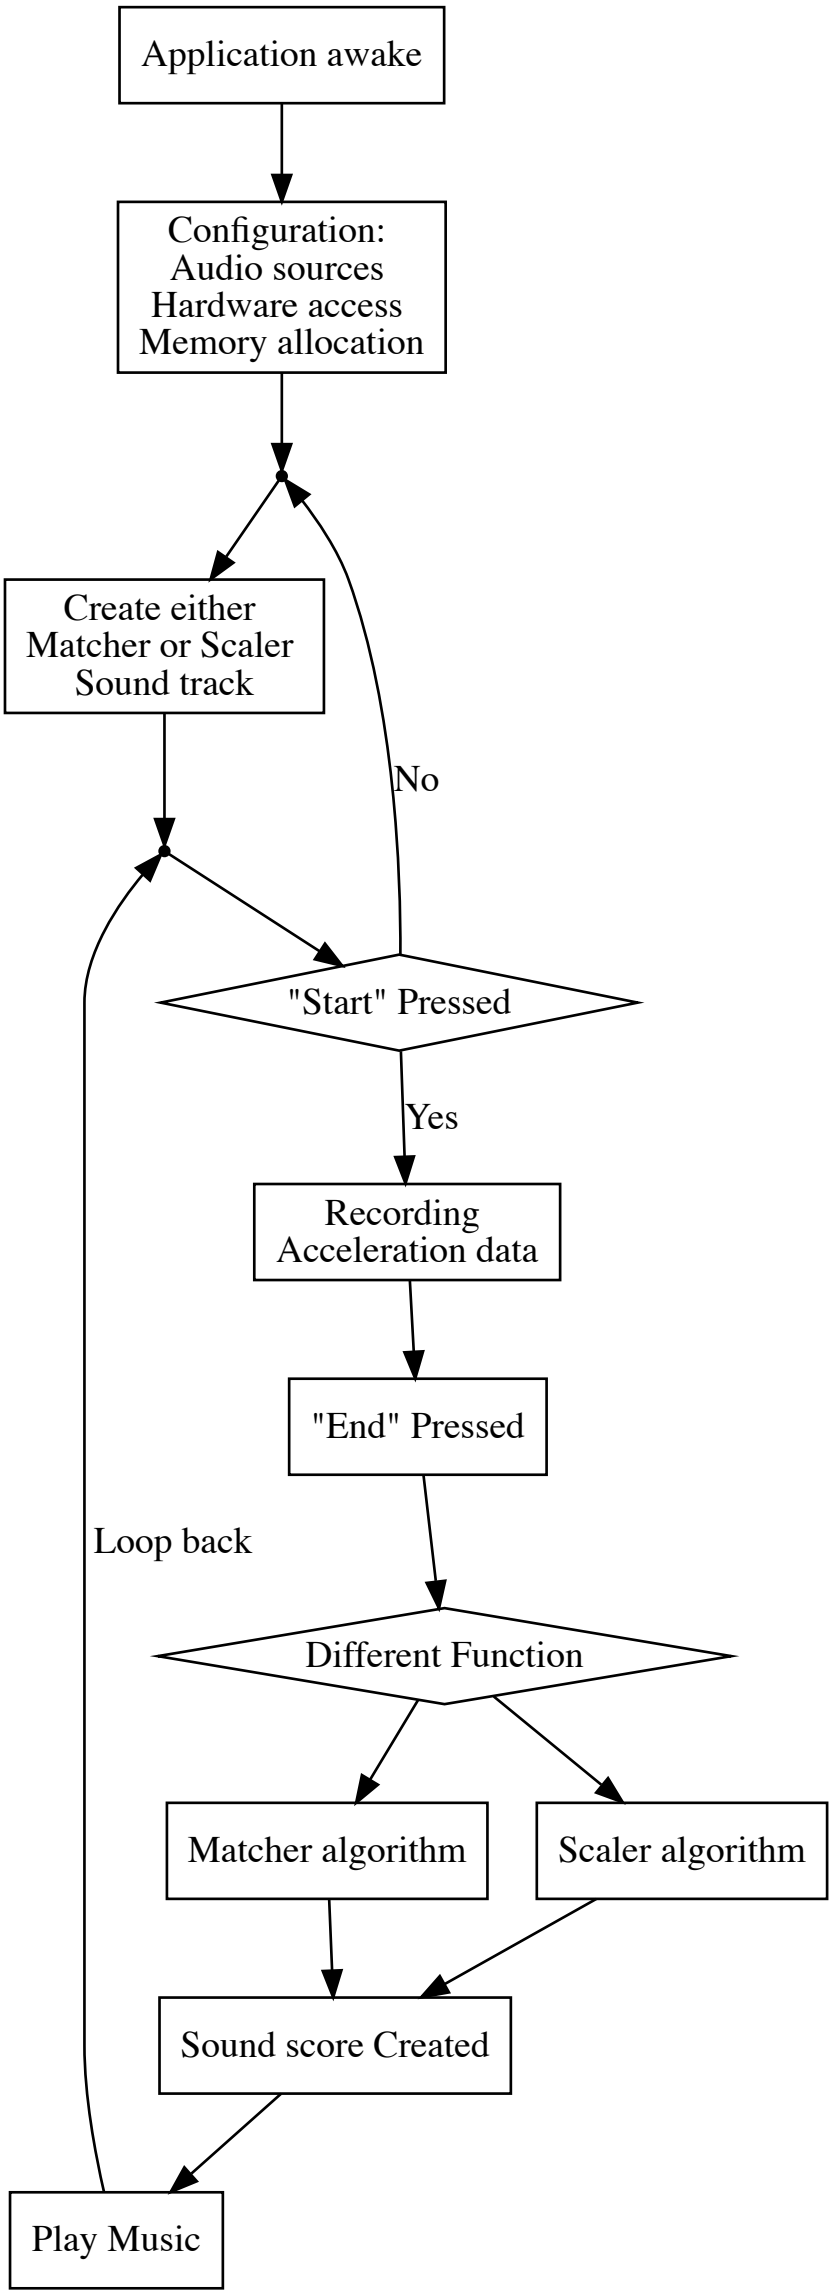 Application awake
Configuration:
Audio sources
Hardware access
Memory allocation
Create either
Matcher or Scaler
Sound track
No
"Start" Pressed
Yes
Recording
Acceleration data
"End" Pressed
Loop back
Different Function
Matcher algorithm
Scaler algorithm
Sound score Created
Play Music